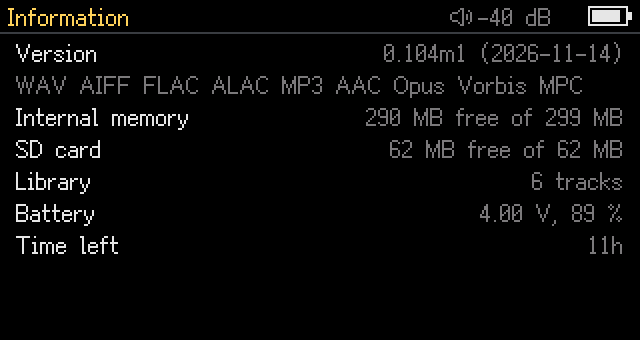 Information -40 dB
Version 0.104m1 (2026-11-14)
WAV AIFF FLAC ALAC MP3 AAC Opus Vorbis MPC
Internal memory 290 MB free of 299 MB
SD card 62 MB free of 62 MB
Library 6 tracks
Battery 4.00 V, 89 %
Time left 11h